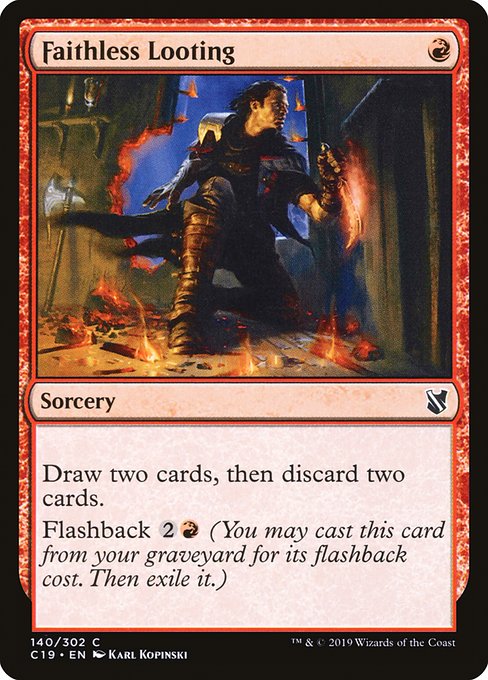 Faithless Looting
Sorcery
Draw two cards, then discard two
cards.
Flashback 2 (You may cast this card
from your graveyard for its flashback
cost. Then exile it.)
140/302 C
C19 • EN Karl Kopinski
™ & © 2019 Wizards of the Coast